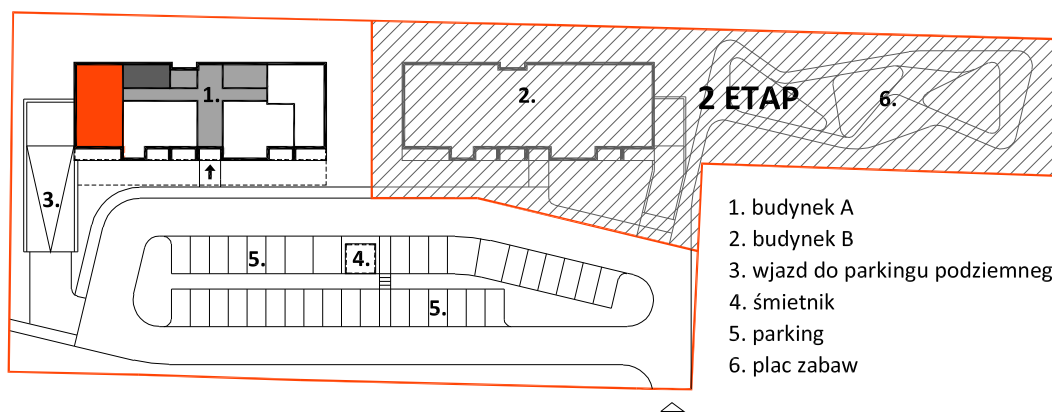 1.
2.
2 ETAP
6.
3.
5.
4.
5.
1. budynek A
2. budynek B
3. wjazd do parkingu podziemneg
4. śmietnik
5. parking
6. plac zabaw